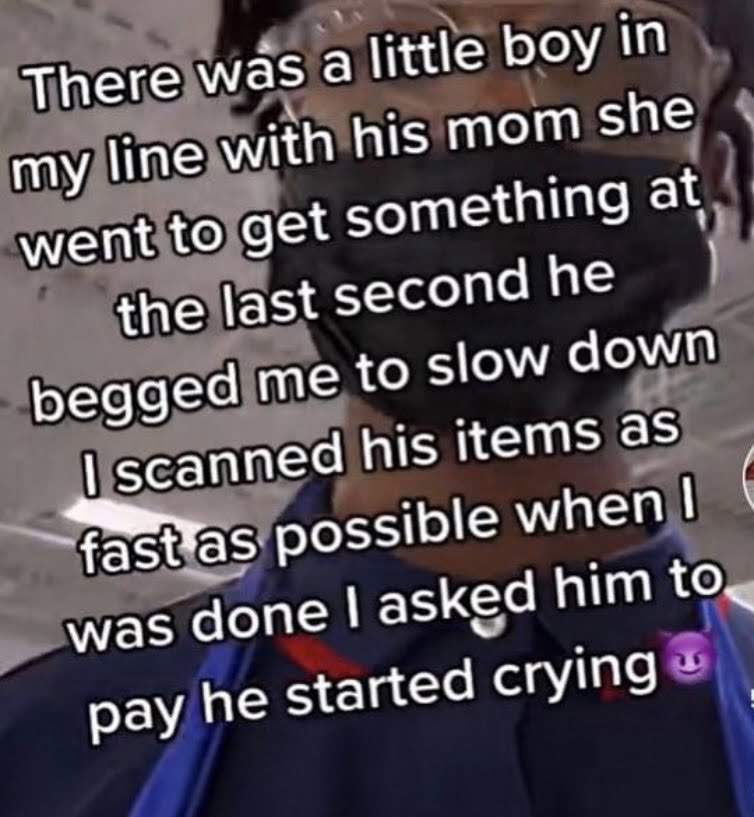 There was a little boy in
my line with his mom she
went to get something at
the last second he
begged me to slow down
I scanned his items as
fast as possible when I
was done I asked him to
pay he started crying😈